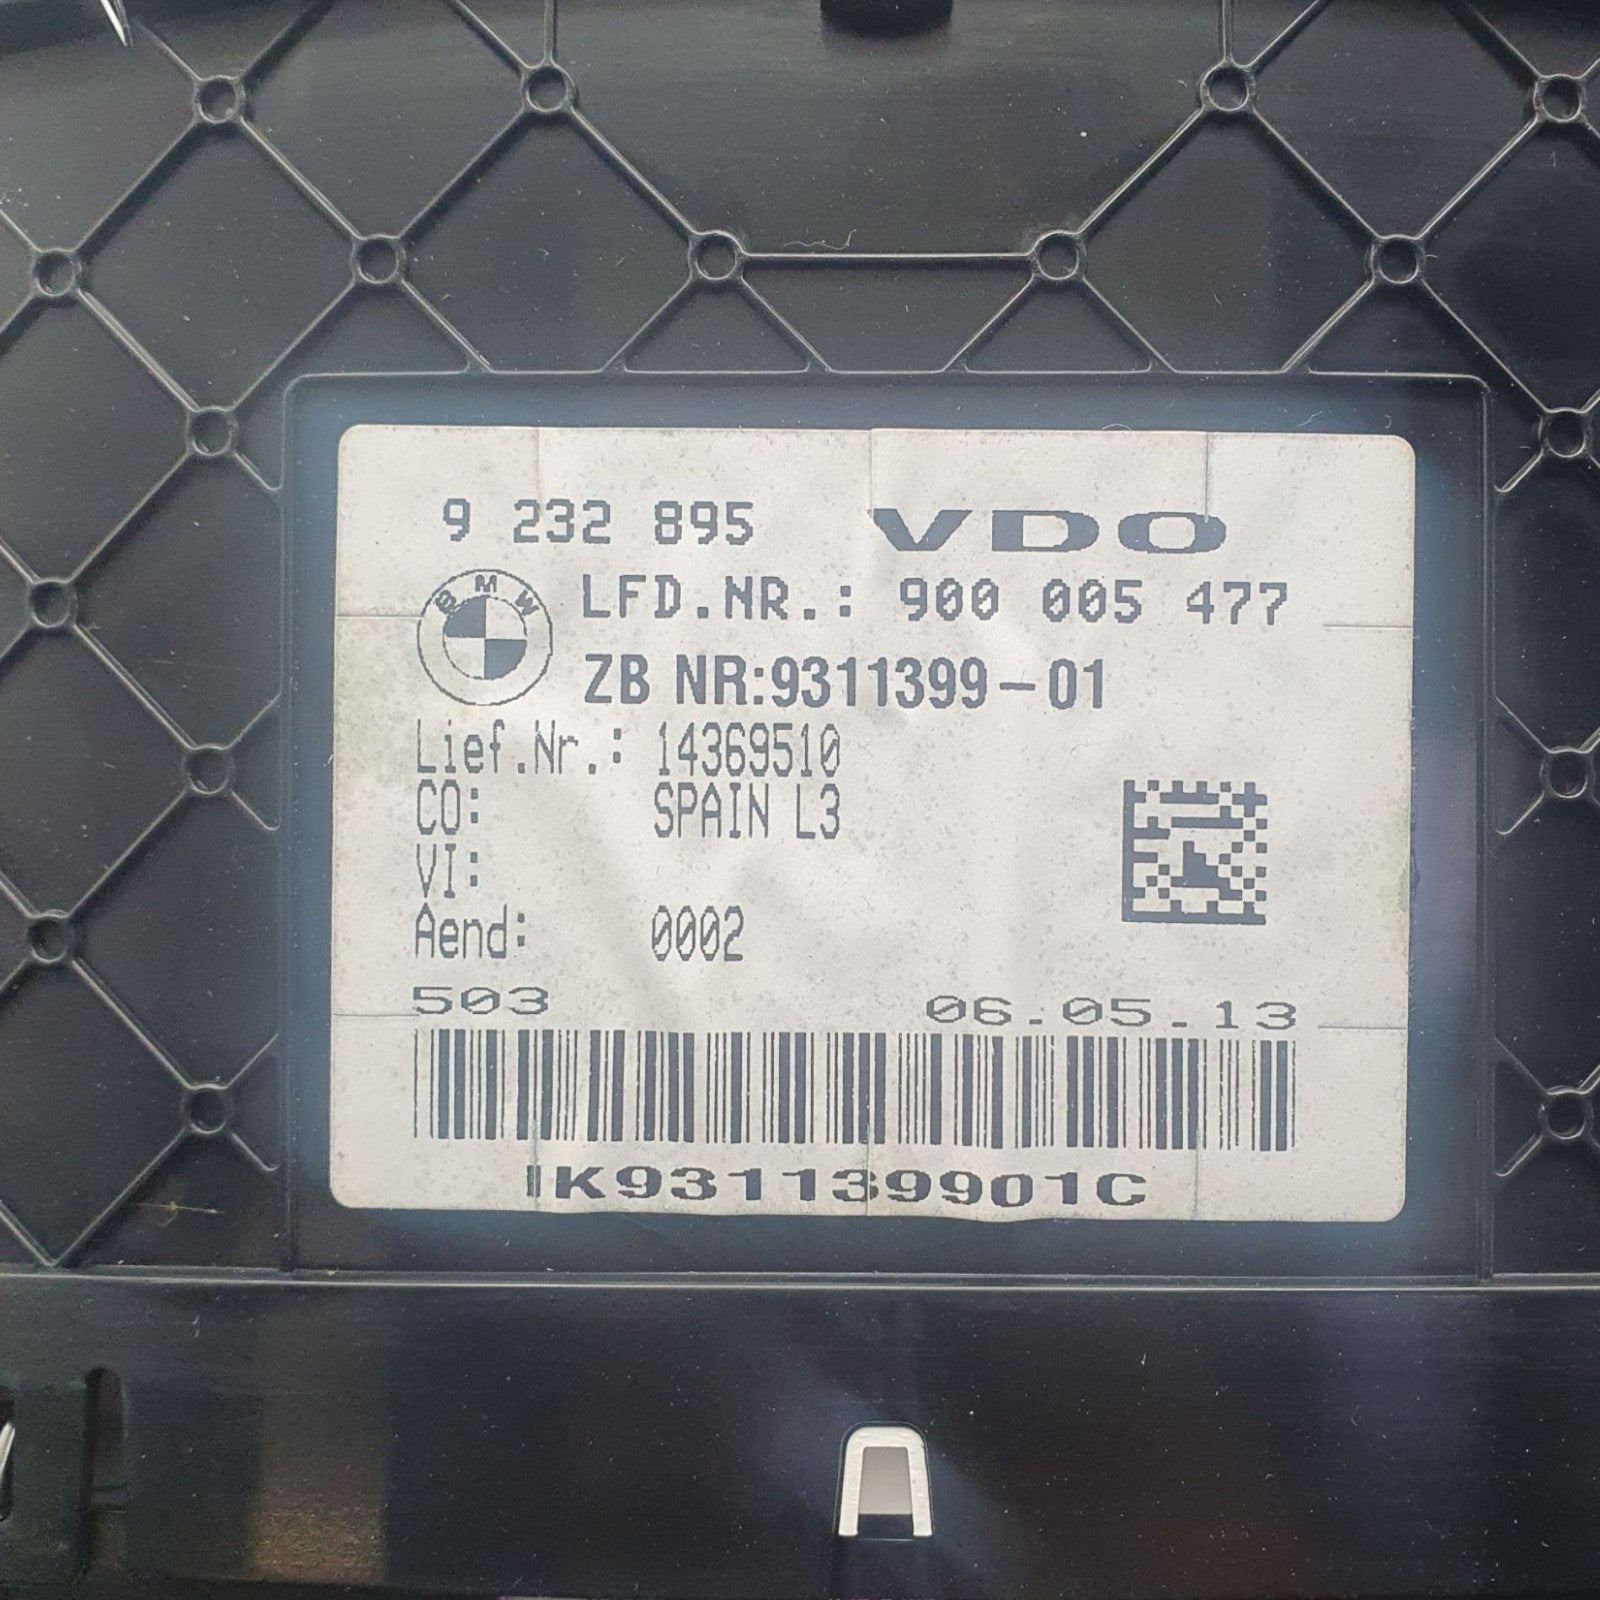 9 232 895 VDO
BMW
LFD.NR.: 900 005 477
ZB NR:9311399-01
Lief.Nr.: 14369510
CO: SPAIN L3
VI:
Aend: 0002
503 06.05.13
IK931139901C